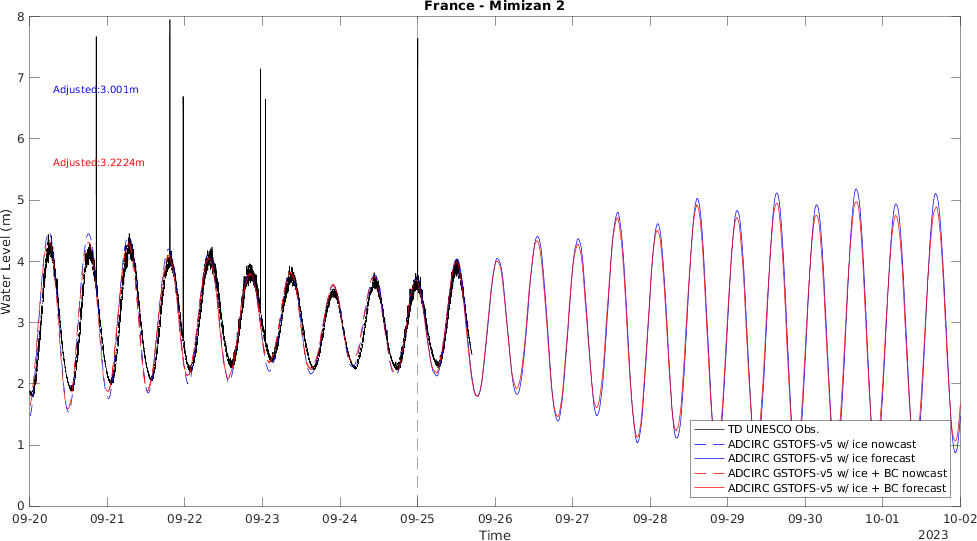 France - Mimizan 2
8
7
6
5
4
3
2
1
0
Water Level (m)
Adjusted:3.001m
Adjusted:3.2224m
TD UNESCO Obs.
ADCIRC GSTOFS-v5 w/ ice nowcast
ADCIRC GSTOFS-v5 w/ ice forecast
ADCIRC GSTOFS-v5 w/ ice + BC nowcast
ADCIRC GSTOFS-v5 w/ ice + BC forecast
09-20 09-21 09-22 09-23 09-24 09-25 09-26 09-27 09-28 09-29 09-30 10-01 10-02
Time
2023